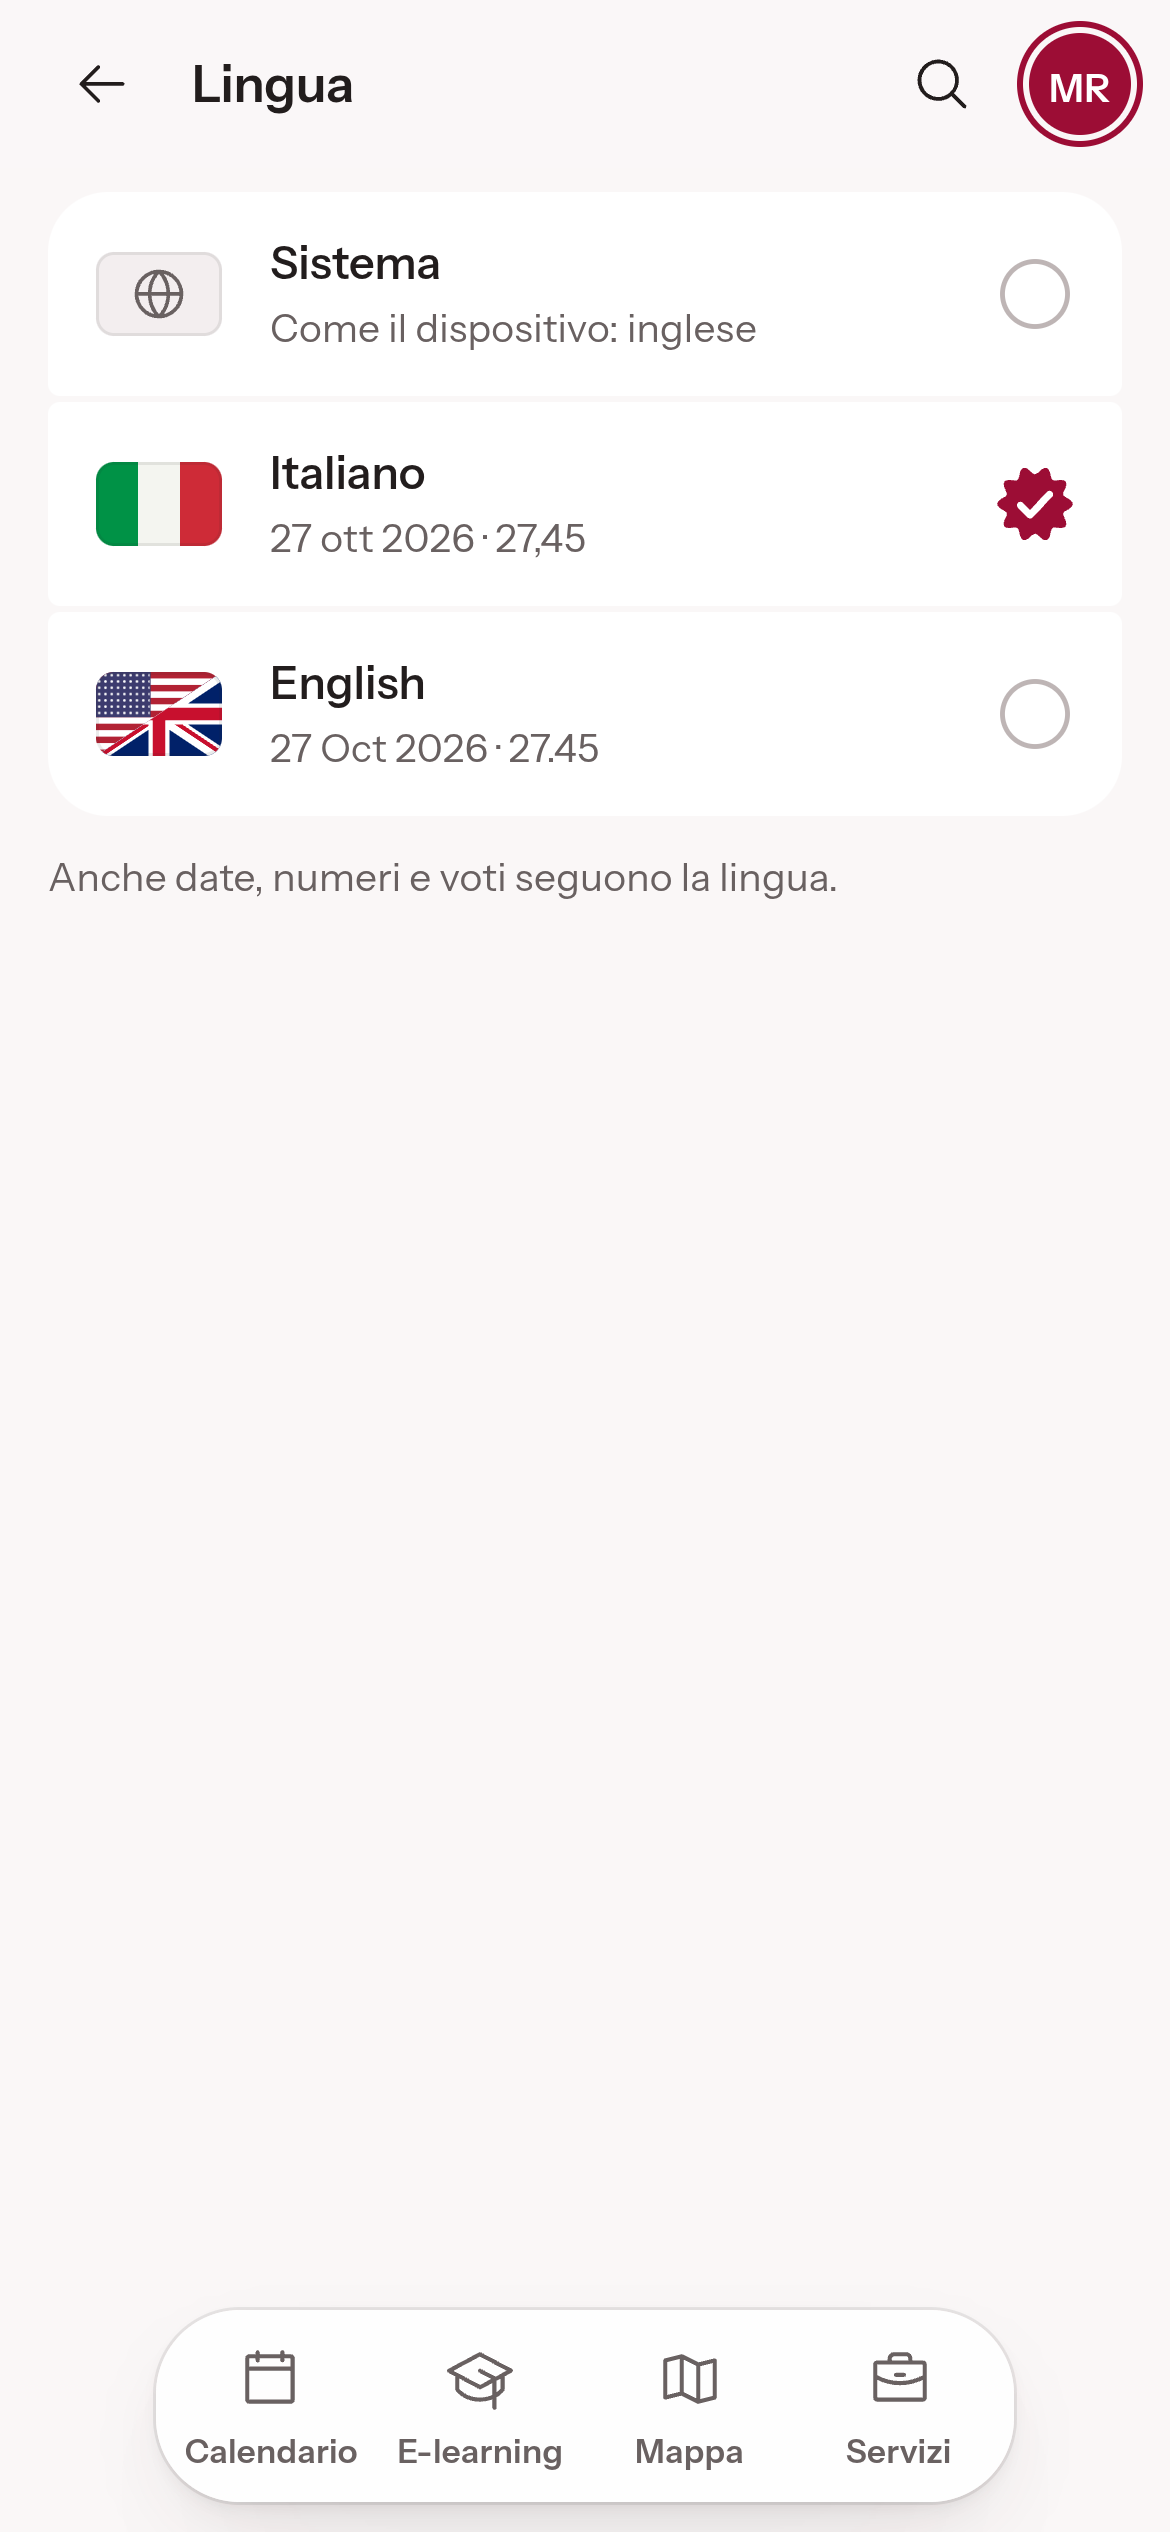 Lingua
MR
Sistema
Come il dispositivo: inglese
Italiano
27 ott 2026 · 27,45
English
27 Oct 2026 · 27.45
Anche date, numeri e voti seguono la lingua.
Calendario
E-learning
Mappa
Servizi